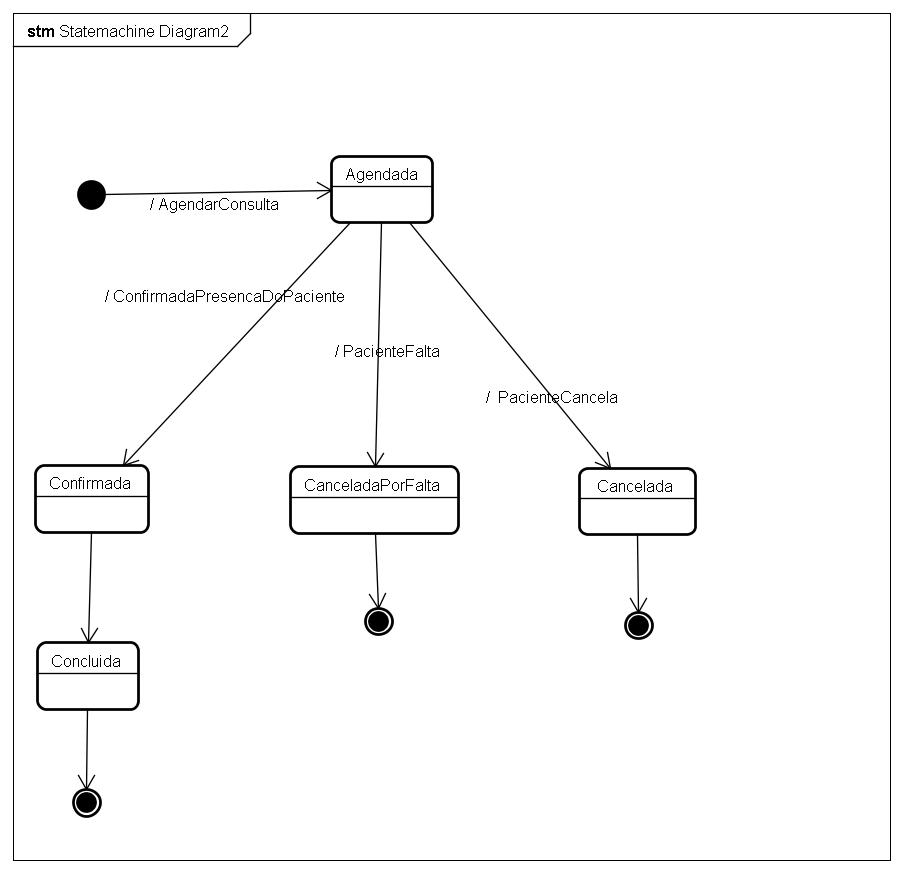 stm Statemachine Diagram2
Agendada
/ AgendarConsulta
/ ConfirmadaPresencaDoPaciente
/ PacienteFalta
/ PacienteCancela
Confirmada
CanceladaPorFalta
Cancelada
Concluida